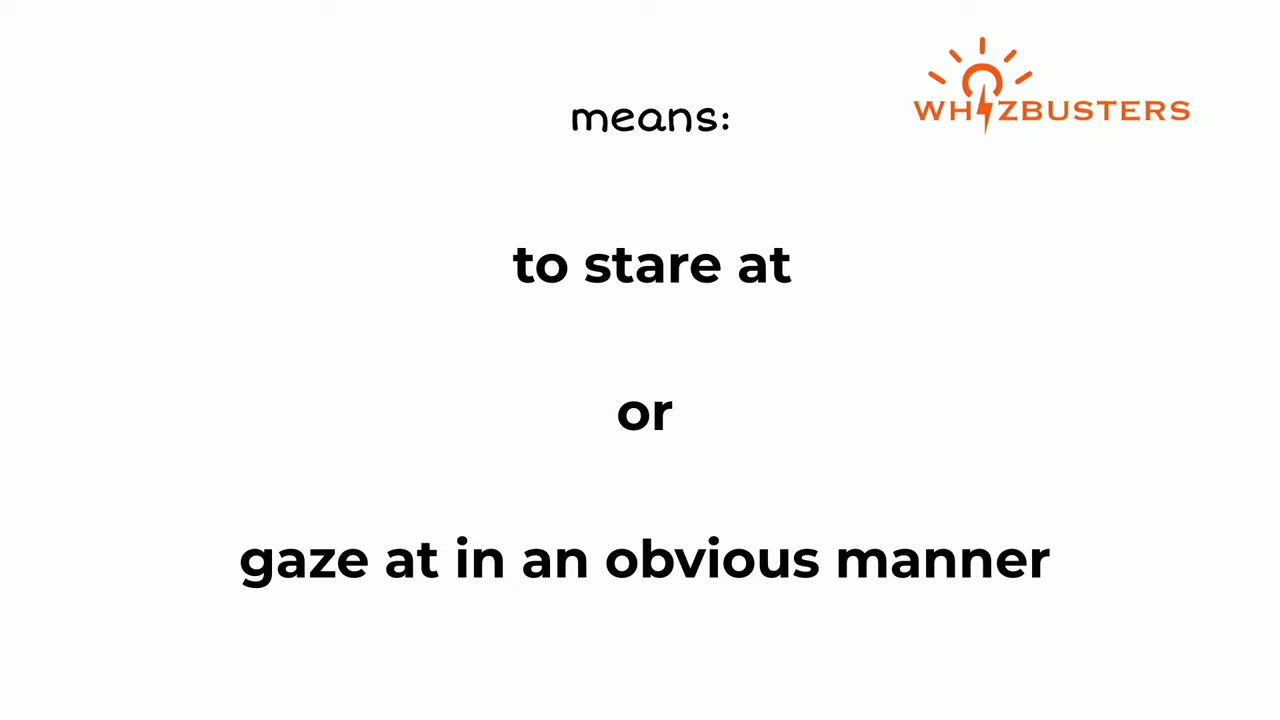 means:
WHIZBUSTERS
to stare at
or
gaze at in an obvious manner